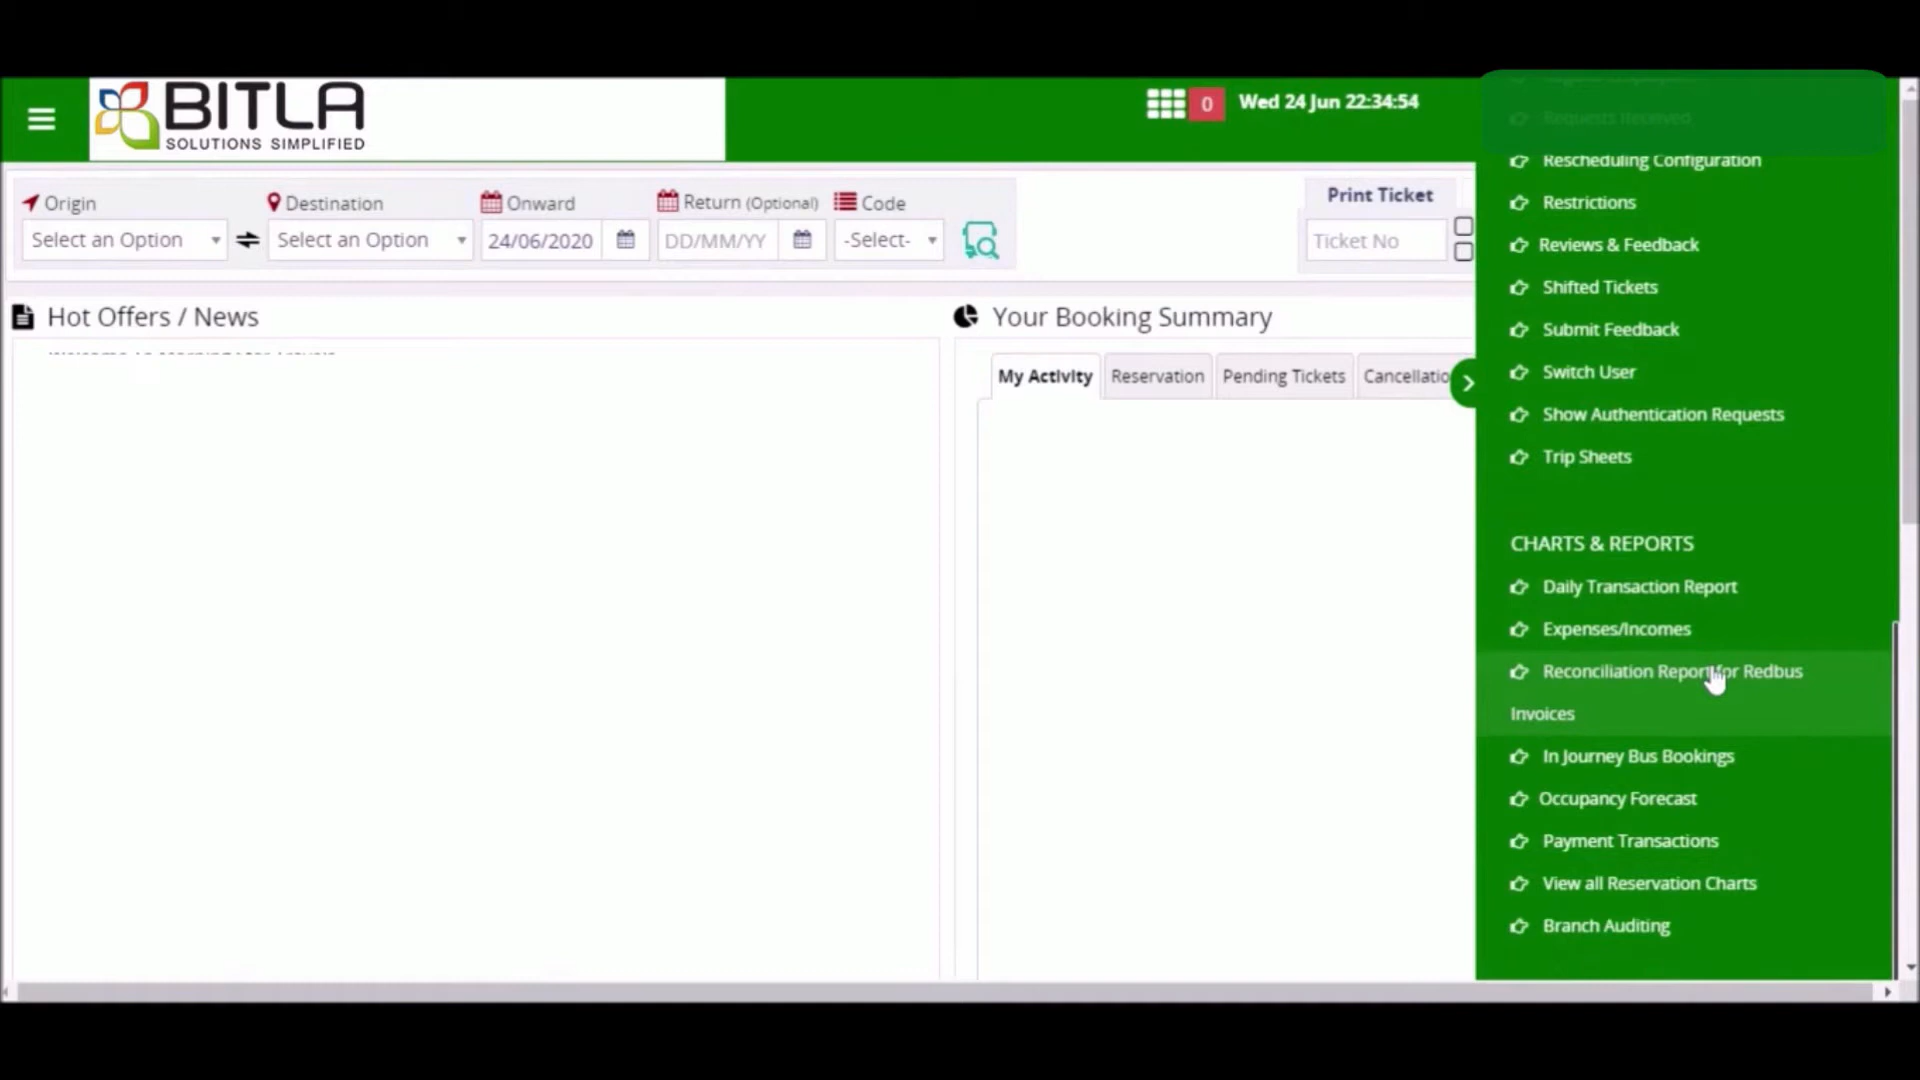 BITLA
SOLUTIONS SIMPLIFIED
0
Wed 24 Jun 22:34:54
Origin
Destination
Onward
Return (Optional)
Code
Select an Option
Select an Option
24/06/2020
DD/MM/YY
-Select-
Print Ticket
Ticket No
Hot Offers / News
Your Booking Summary
My Activity
Reservation
Pending Tickets
Cancellatio
Requests Received
Rescheduling Configuration
Restrictions
Reviews & Feedback
Shifted Tickets
Submit Feedback
Switch User
Show Authentication Requests
Trip Sheets
CHARTS & REPORTS
Daily Transaction Report
Expenses/Incomes
Reconciliation Report for Redbus
Invoices
In Journey Bus Bookings
Occupancy Forecast
Payment Transactions
View all Reservation Charts
Branch Auditing